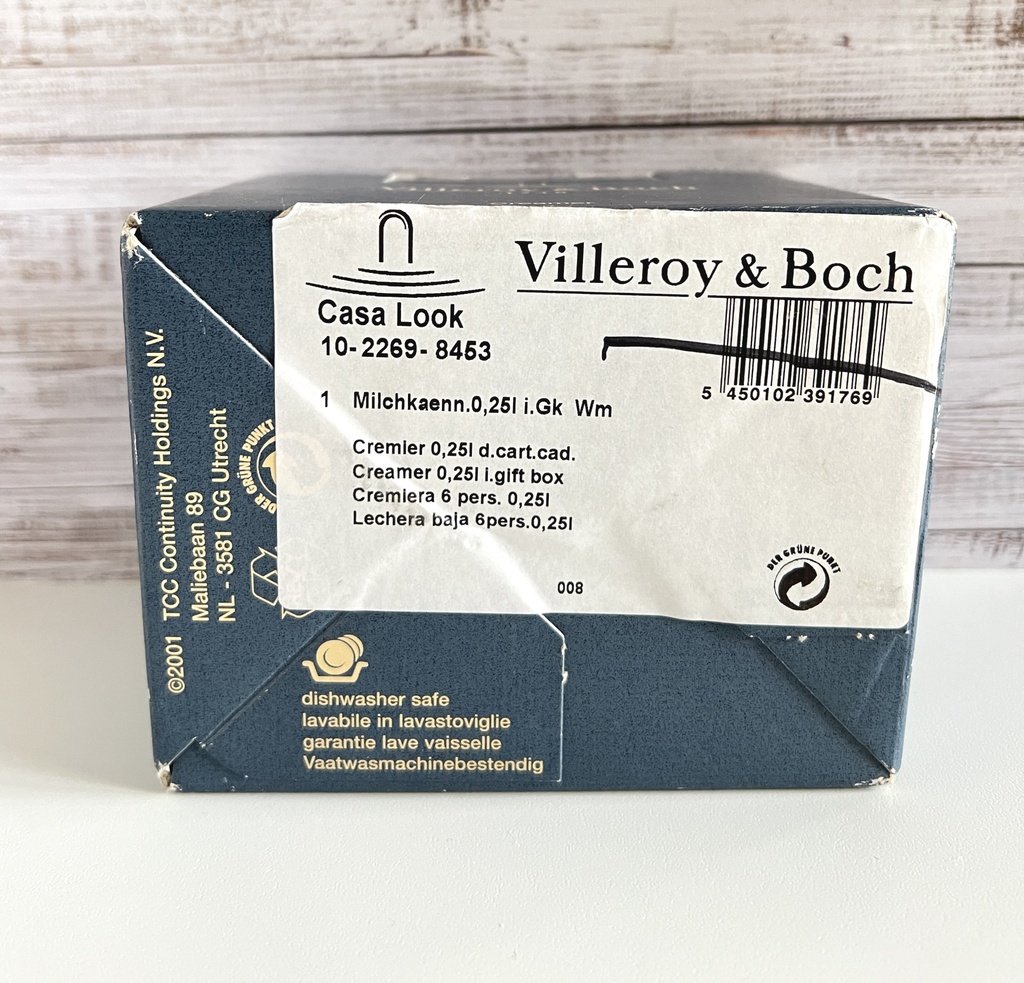 Villeroy & Boch
Casa Look
10-2269-8453
5 450102 391769
1 Milchkaenn.0,25l i.Gk Wm
Cremier 0,25l d.cart.cad.
Creamer 0,25l i.gift box
Cremiera 6 pers. 0,25l
Lechera baja 6pers.0,25l
008
DER GRÜNE PUNKT
©2001 TCC Continuity Holdings N.V.
Maliebaan 89
NL - 3581 CG Utrecht
DER GRÜNE PUNKT
dishwasher safe
lavabile in lavastoviglie
garantie lave vaisselle
Vaatwasmachinebestendig